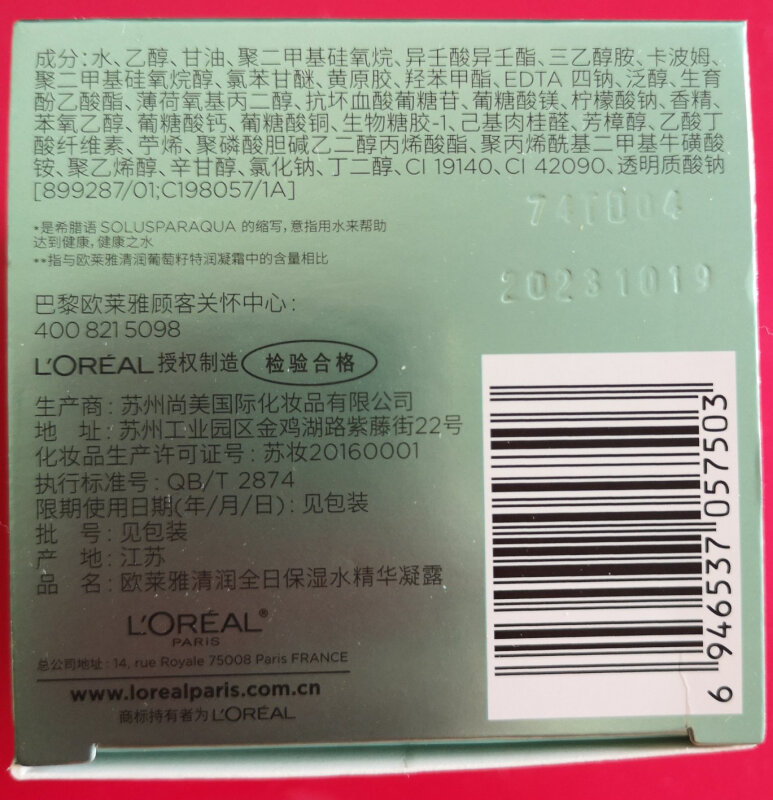 成分：水、乙醇、甘油、聚二甲基硅氧烷、异壬酸异壬酯、三乙醇胺、卡波姆、
聚二甲基硅氧烷醇、氯苯甘醚、黄原胶、羟苯甲酯、EDTA 四钠、泛醇、生育
酚乙酸酯、薄荷氧基丙二醇、抗坏血酸葡糖苷、葡糖酸镁、柠檬酸钠、香精、
苯氧乙醇、葡糖酸钙、葡糖酸铜、生物糖胶-1、己基肉桂醛、芳樟醇、乙酸丁
酸纤维素、苧烯、聚磷酸胆碱乙二醇丙烯酸酯、聚丙烯酰基二甲基牛磺酸
铵、聚乙烯醇、辛甘醇、氯化钠、丁二醇、CI 19140、CI 42090、透明质酸钠
[899287/01;C198057/1A]
74T004
*是希腊语 SOLUSPARAQUA 的缩写，意指用水来帮助
达到健康，健康之水
**指与欧莱雅清润葡萄籽特润凝霜中的含量相比
20231019
巴黎欧莱雅顾客关怀中心：
400 821 5098
L'ORÉAL 授权制造 检验合格
生产商：苏州尚美国际化妆品有限公司
地 址：苏州工业园区金鸡湖路紫藤街22号
化妆品生产许可证号：苏妆20160001
执行标准号：QB/T 2874
限期使用日期(年/月/日)：见包装
批 号：见包装
产 地：江苏
品 名：欧莱雅清润全日保湿水精华凝露
L'ORÉAL®
PARIS
总公司地址：14, rue Royale 75008 Paris FRANCE
www.lorealparis.com.cn
商标持有者为 L'ORÉAL
6 946537 057503